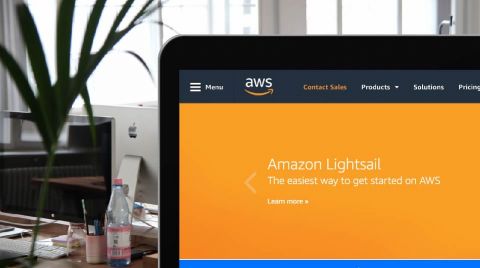 Menu
aws
Contact Sales
Products
Solutions
Pricing
Amazon Lightsail
The easiest way to get started on AWS
Learn more »